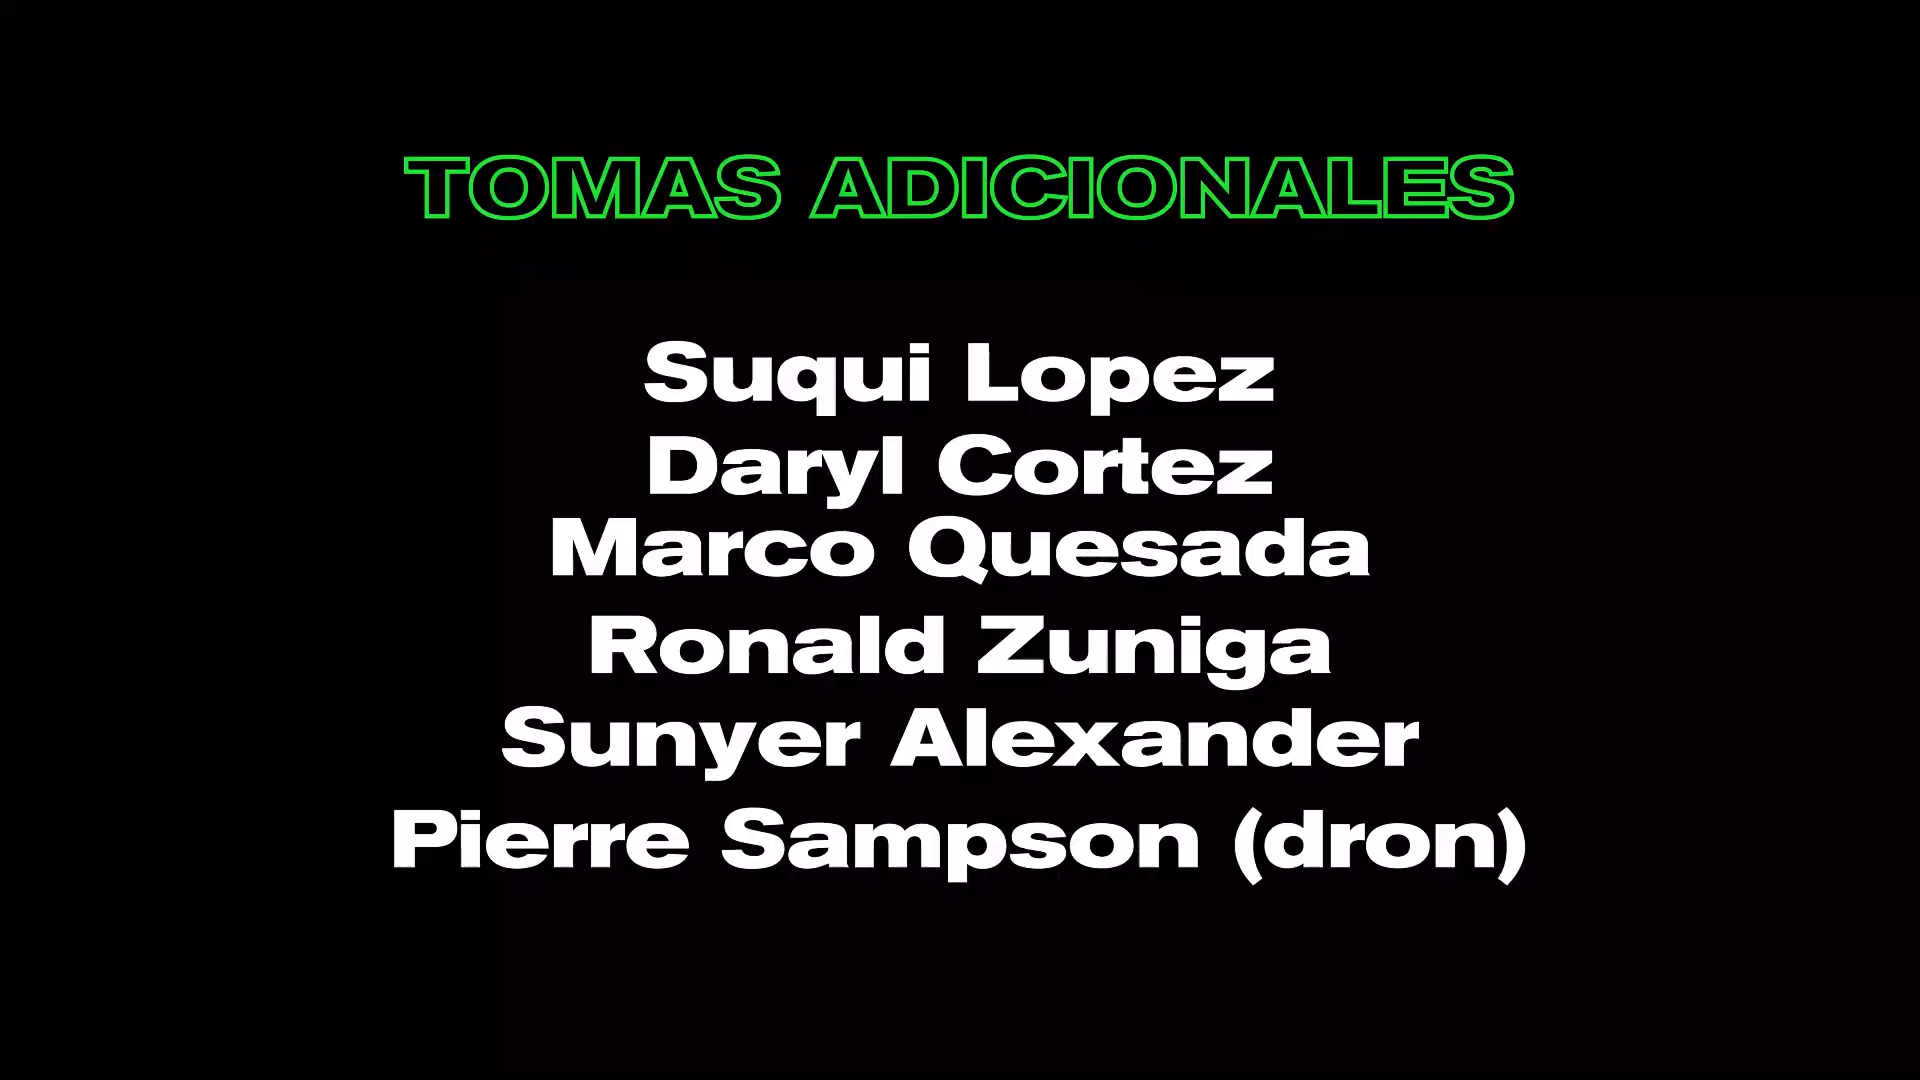 TOMAS ADICIONALES
Suqui Lopez
Daryl Cortez
Marco Quesada
Ronald Zuniga
Sunyer Alexander
Pierre Sampson (dron)